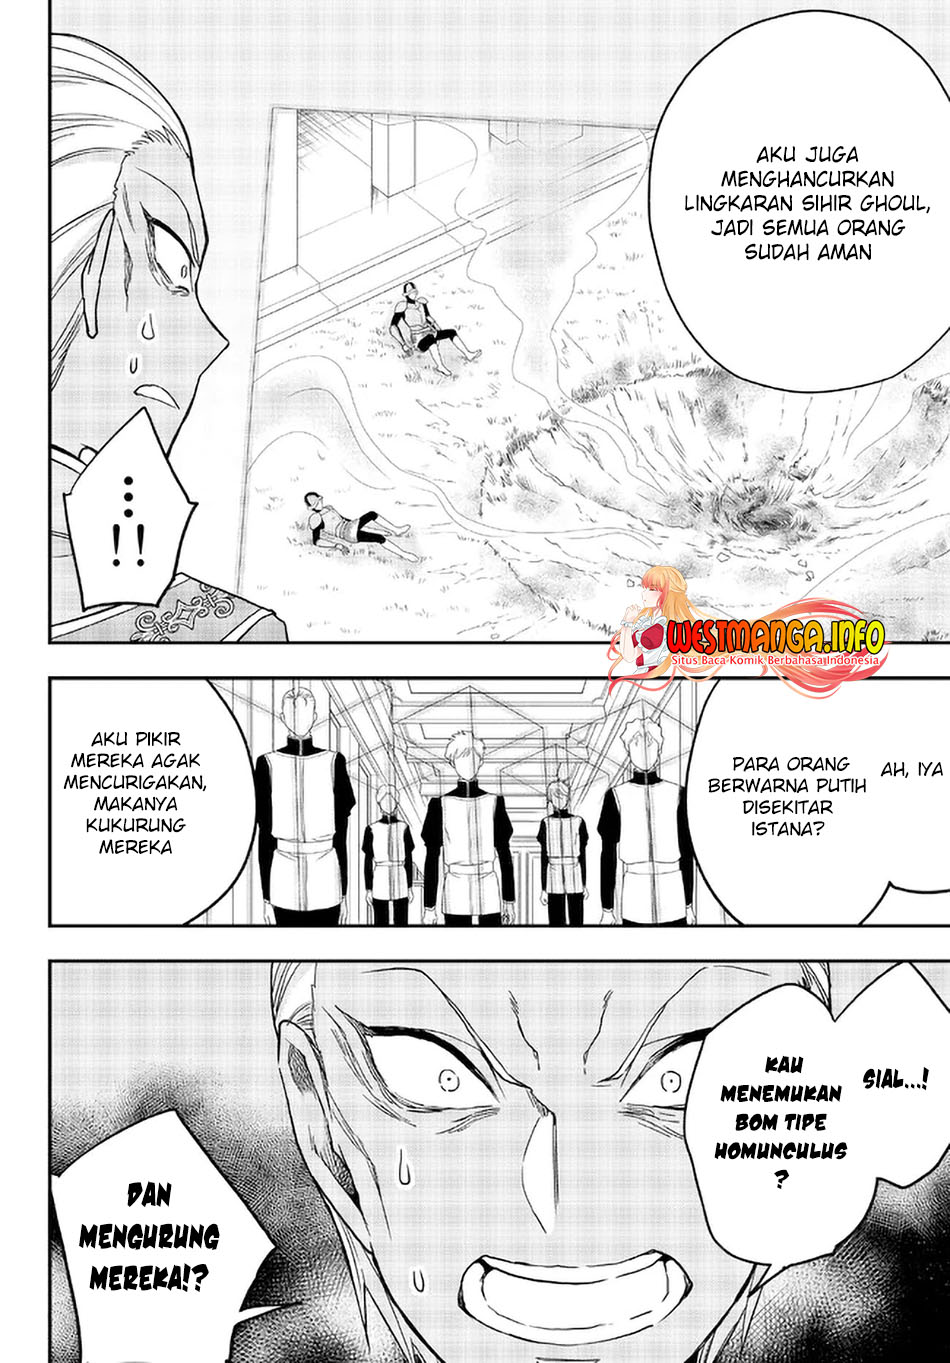 AKU JUGA
MENGHANCURKAN
LINGKARAN SIHIR GHOUL,
JADI SEMUA ORANG
SUDAH AMAN
...!!
WESTMANGA.INFO
Situs Baca Komik Berbahasa Indonesia
AH, IYA
PARA ORANG
BERWARNA PUTIH
DISEKITAR
ISTANA?
AKU PIKIR
MEREKA AGAK
MENCURIGAKAN,
MAKANYA
KUKURUNG
MEREKA
SIAL...!
KAU
MENEMUKAN
BOM TIPE
HOMUNCULUS
?
DAN
MENGURUNG
MEREKA!?